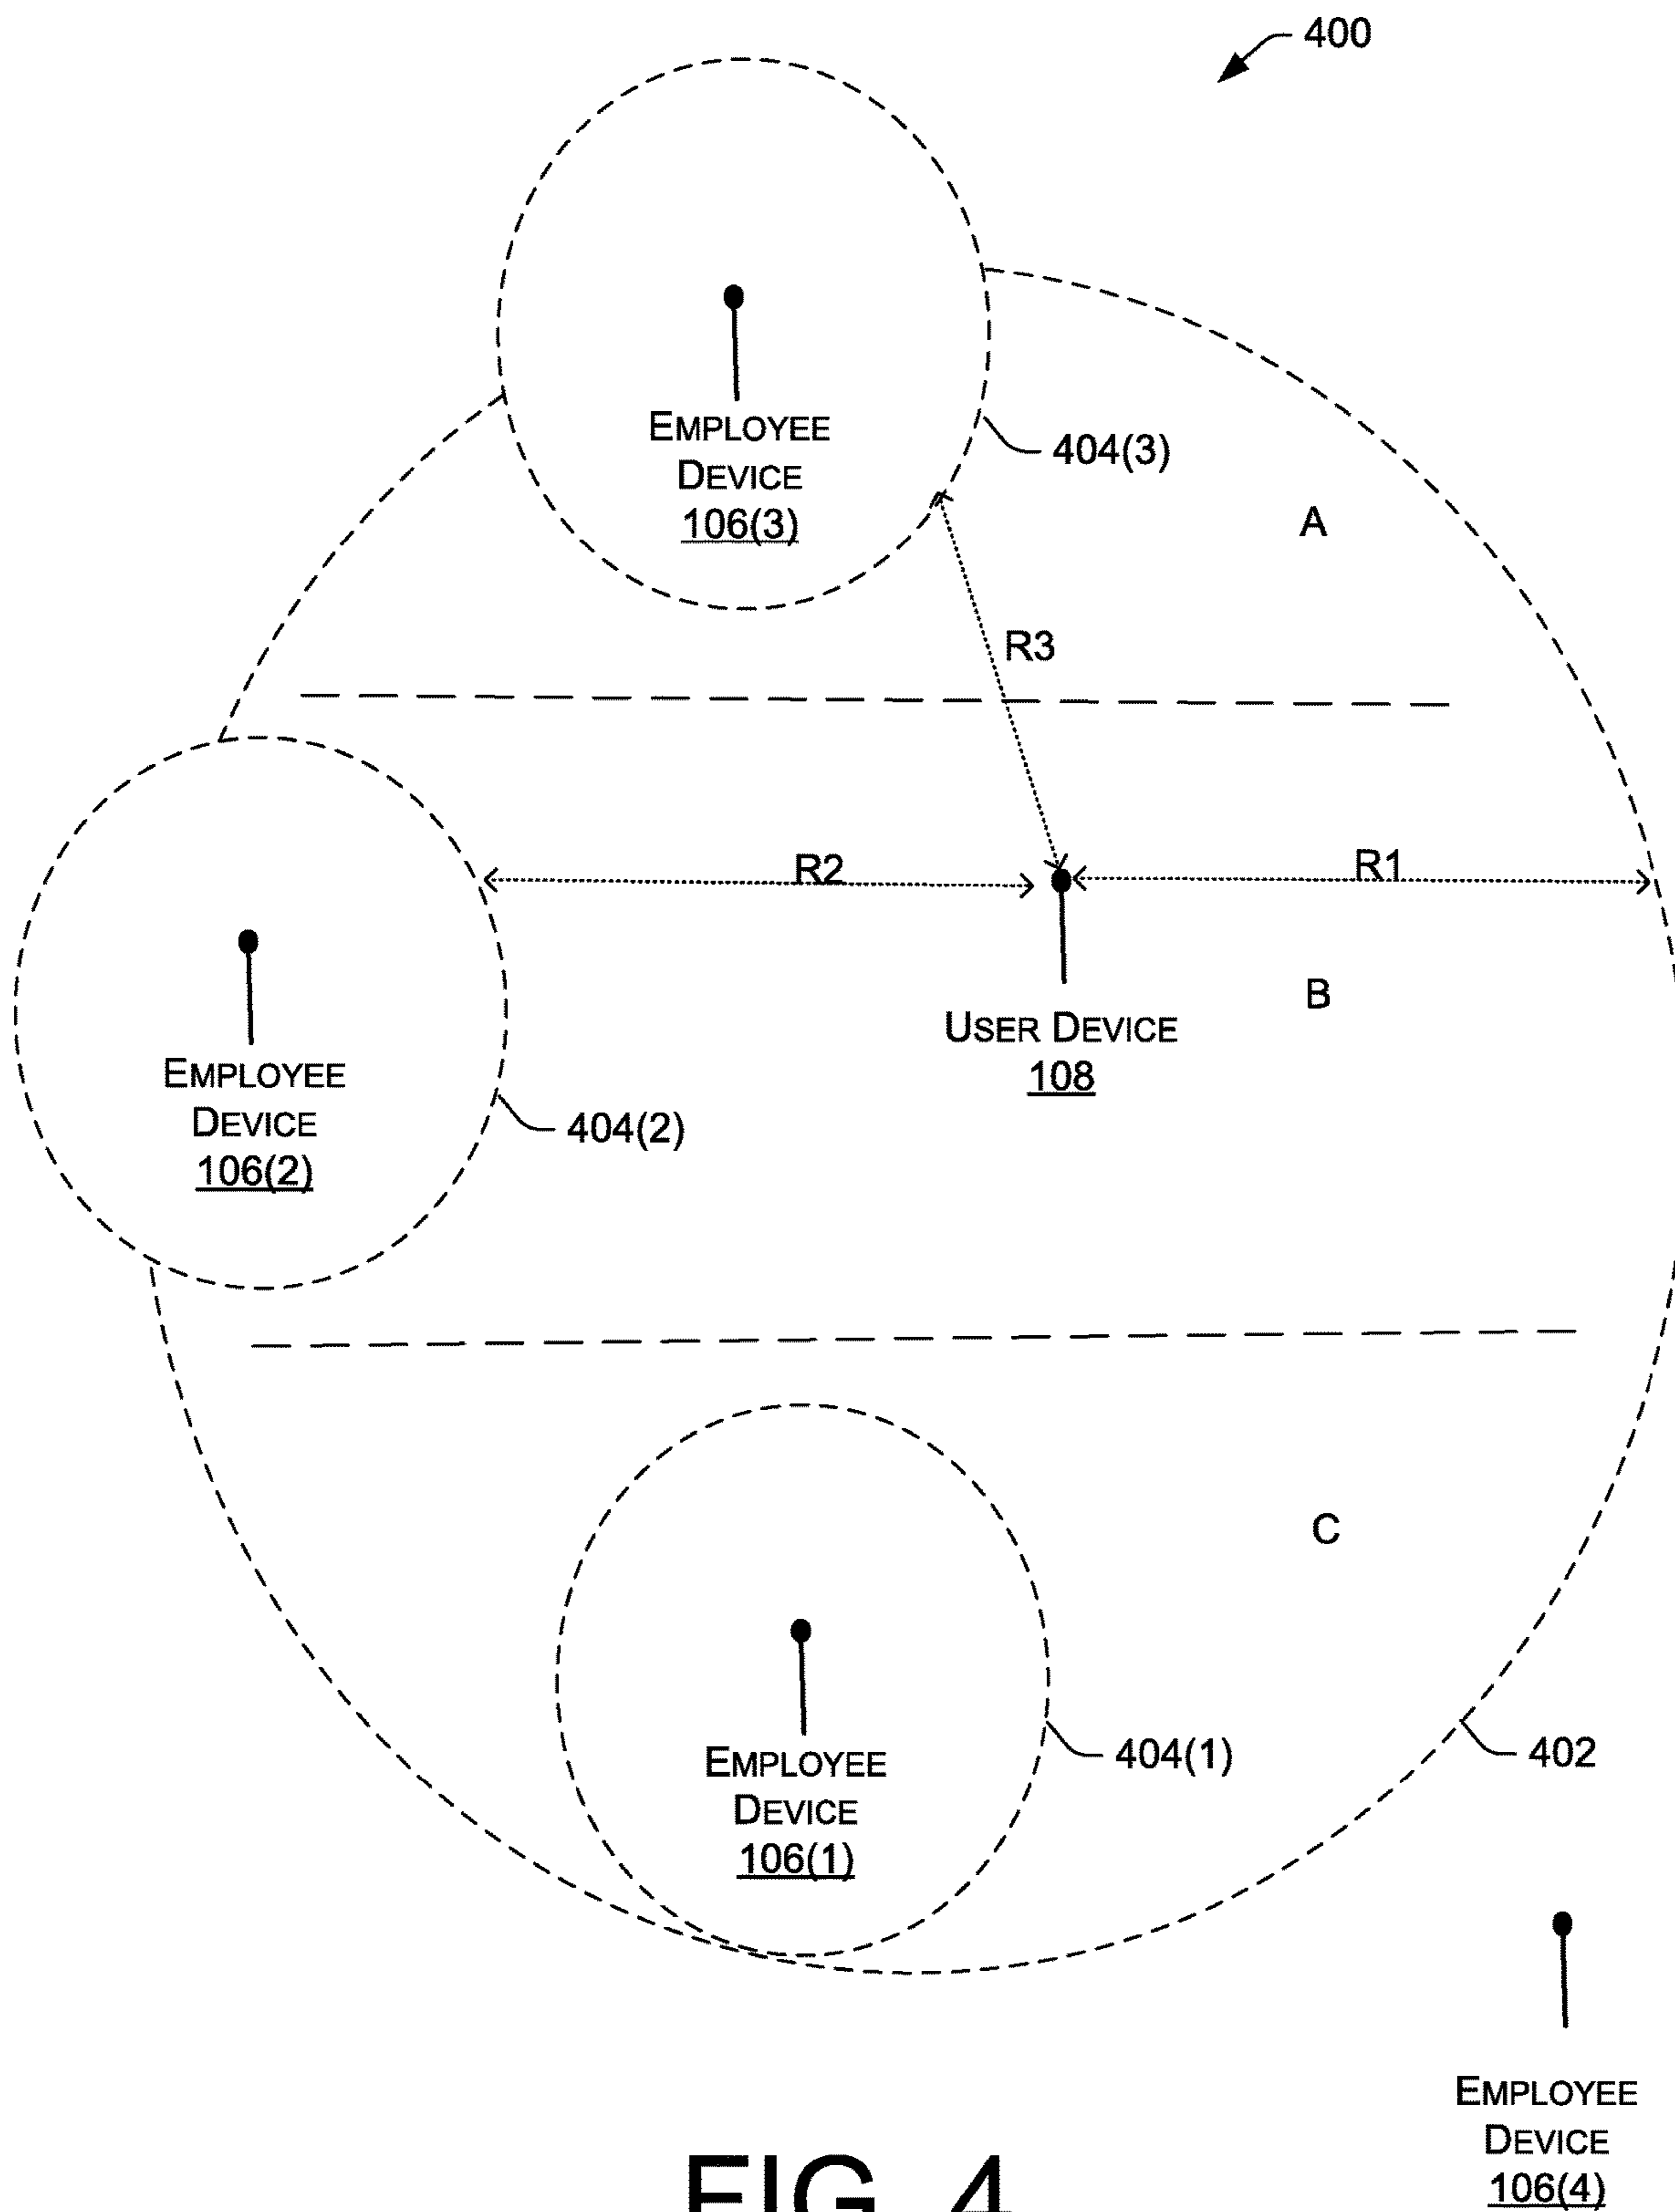 400
EMPLOYEE
DEVICE
106(3)
404(3)
A
R3
R2
R1
B
USER DEVICE
108
EMPLOYEE
DEVICE
106(2)
404(2)
C
EMPLOYEE
DEVICE
106(1)
404(1)
402
EMPLOYEE
DEVICE
106(4)
FIG. 4